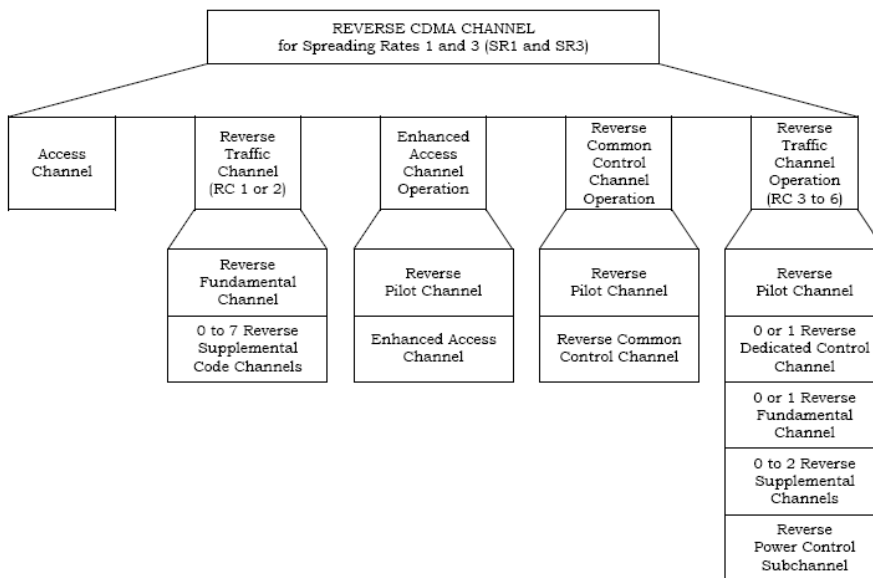 REVERSE CDMA CHANNEL
for Spreading Rates 1 and 3 (SR1 and SR3)
Access
Channel
Reverse
Traffic
Channel
(RC 1 or 2)
Enhanced
Access
Channel
Operation
Reverse
Common
Control
Channel
Operation
Reverse
Traffic
Channel
Operation
(RC 3 to 6)
Reverse
Fundamental
Channel
0 to 7 Reverse
Supplemental
Code Channels
Reverse
Pilot Channel
Enhanced Access
Channel
Reverse
Pilot Channel
Reverse Common
Control Channel
Reverse
Pilot Channel
0 or 1 Reverse
Dedicated Control
Channel
0 or 1 Reverse
Fundamental
Channel
0 to 2 Reverse
Supplemental
Channels
Reverse
Power Control
Subchannel